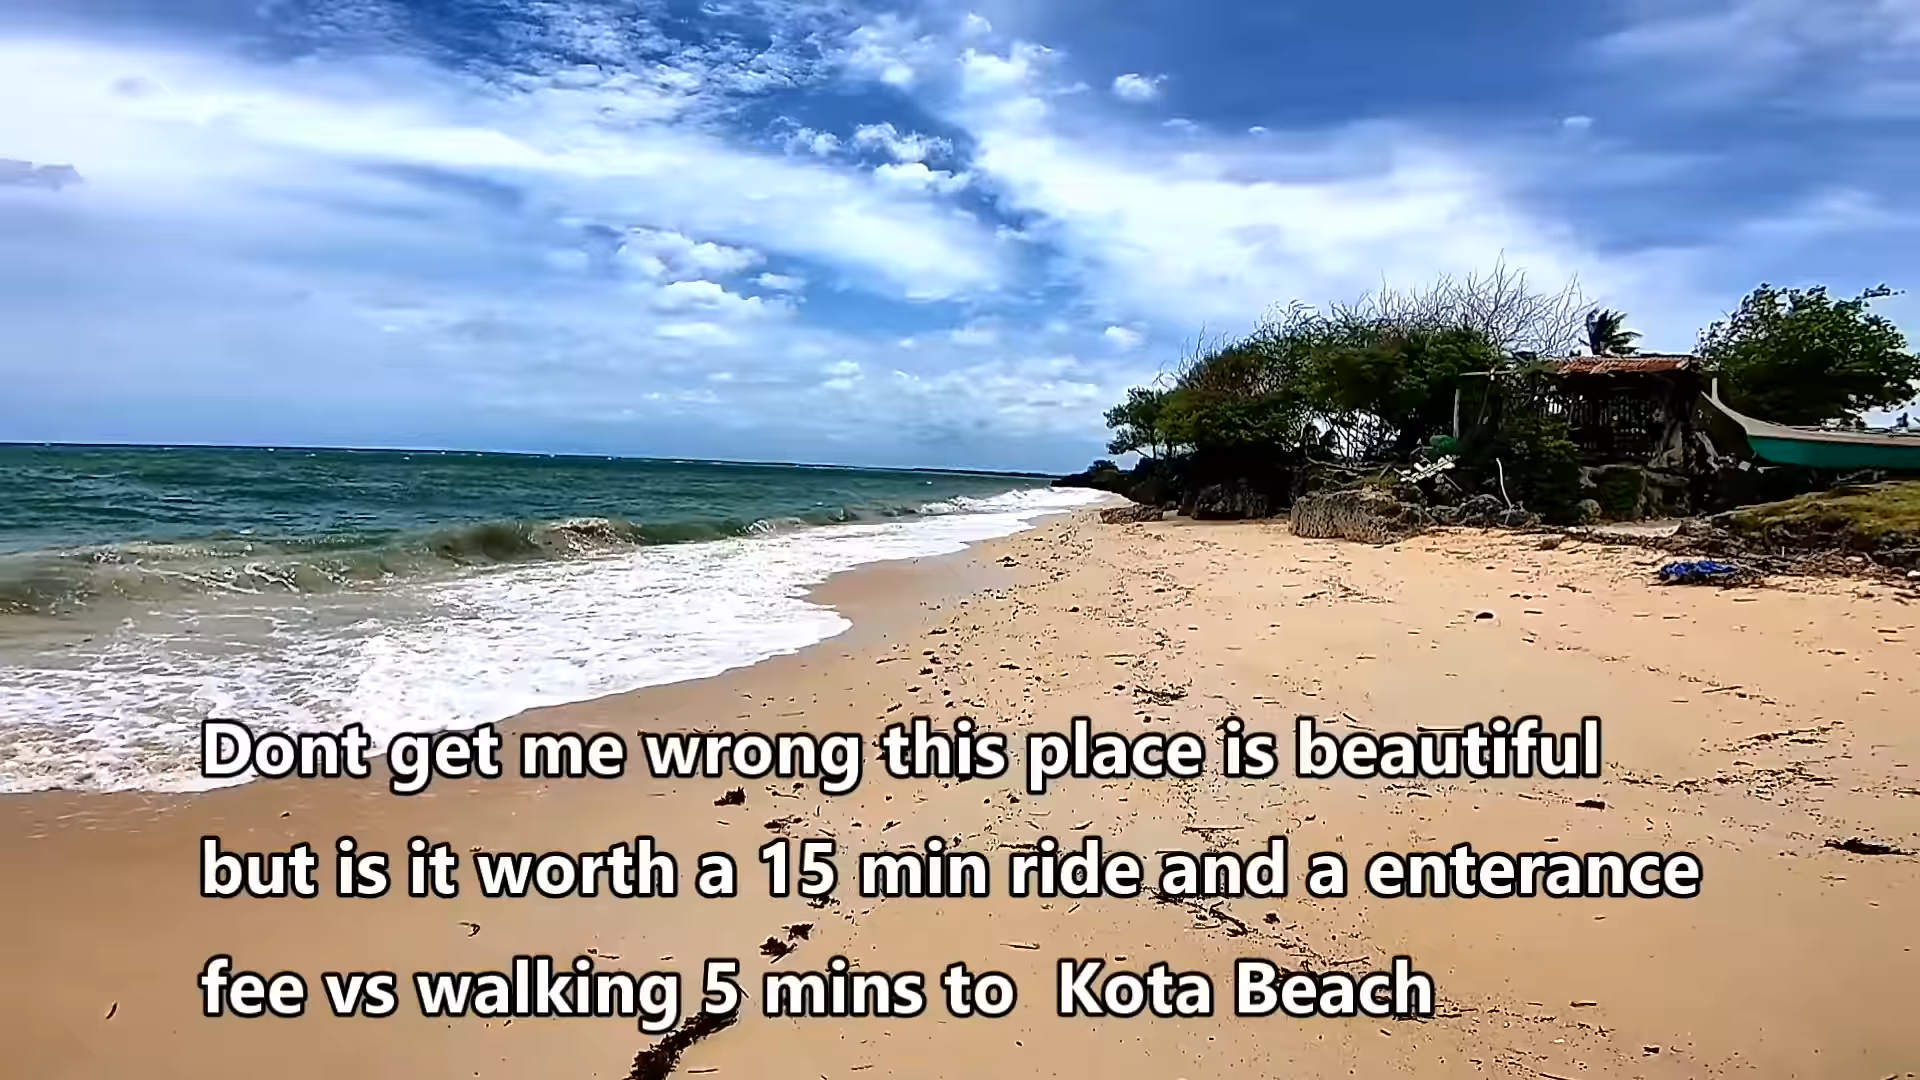 Dont get me wrong this place is beautiful
but is it worth a 15 min ride and a enterance
fee vs walking 5 mins to  Kota Beach